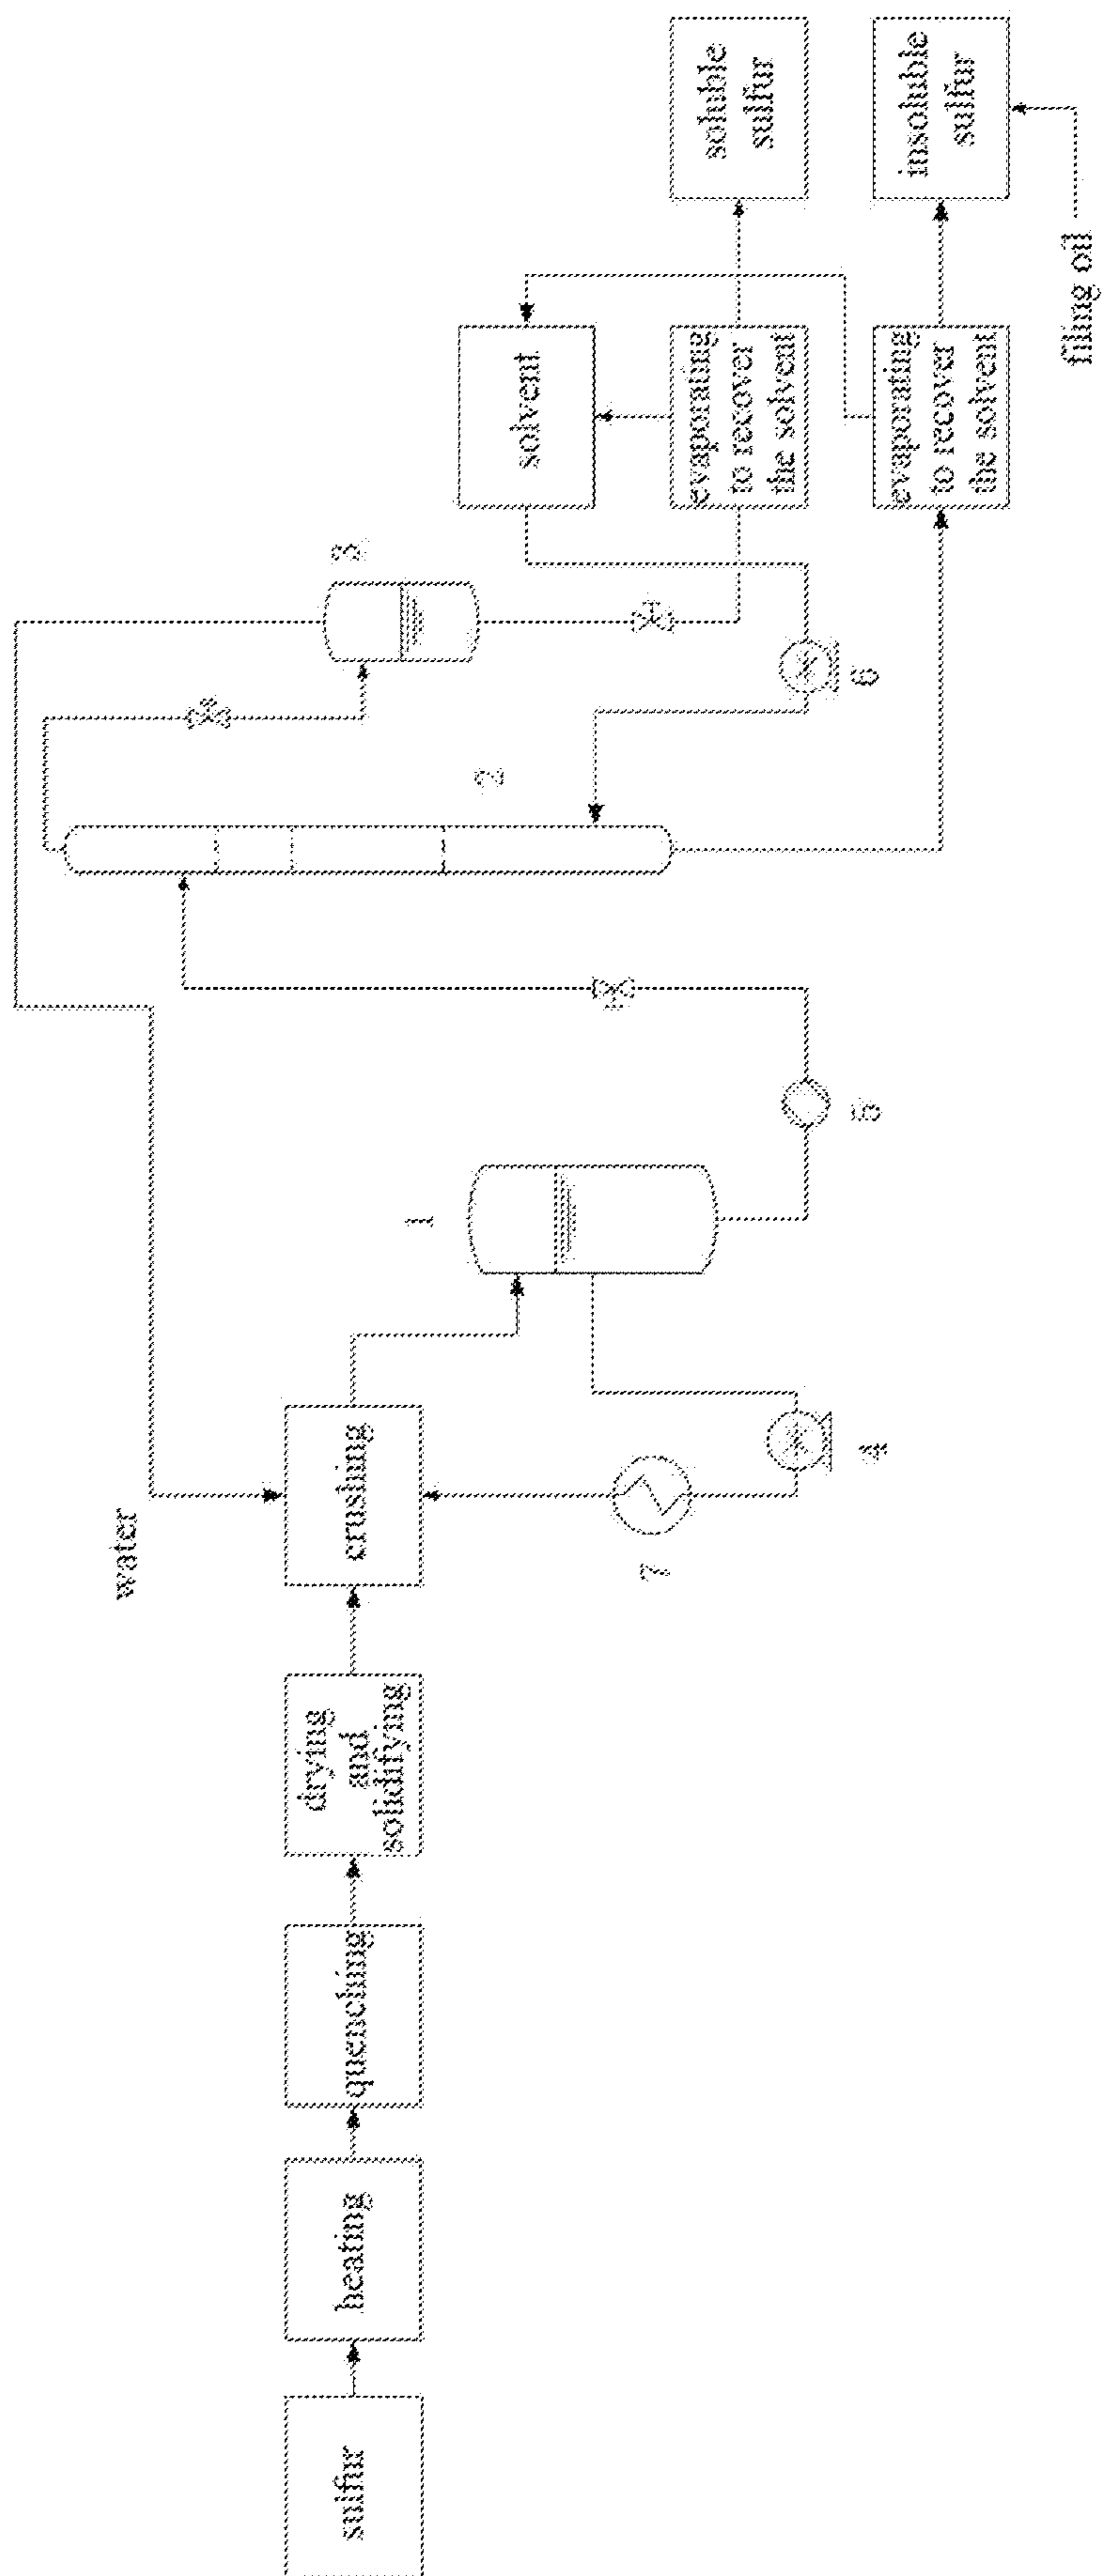 sulfur
heating
quenching
drying
and
solidifying
crushing
water
7
4
1
5
2
6
3
solvent
evaporating
to recover
the solvent
evaporating
to recover
the solvent
soluble
sulfur
insoluble
sulfur
filing oil